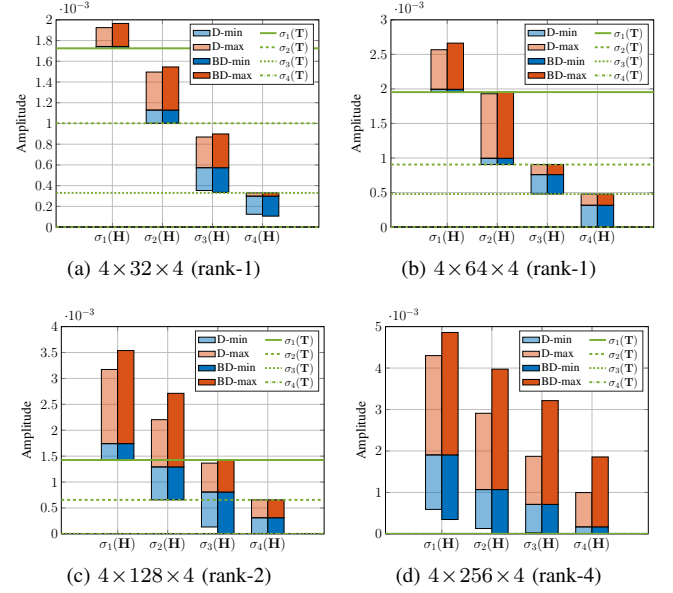 ·10⁻³
2
1.8
1.6
1.4
1.2
1
0.8
0.6
0.4
0.2
0
Amplitude
D-min
D-max
BD-min
BD-max
σ₁(T)
σ₂(T)
σ₃(T)
σ₄(T)
σ₁(H) σ₂(H) σ₃(H) σ₄(H)
(a) 4×32×4 (rank-1)
·10⁻³
3
2.5
2
1.5
1
0.5
0
Amplitude
D-min
D-max
BD-min
BD-max
σ₁(T)
σ₂(T)
σ₃(T)
σ₄(T)
σ₁(H) σ₂(H) σ₃(H) σ₄(H)
(b) 4×64×4 (rank-1)
·10⁻³
4
3.5
3
2.5
2
1.5
1
0.5
0
Amplitude
D-min
D-max
BD-min
BD-max
σ₁(T)
σ₂(T)
σ₃(T)
σ₄(T)
σ₁(H) σ₂(H) σ₃(H) σ₄(H)
(c) 4×128×4 (rank-2)
·10⁻³
5
4
3
2
1
0
Amplitude
D-min
D-max
BD-min
BD-max
σ₁(T)
σ₂(T)
σ₃(T)
σ₄(T)
σ₁(H) σ₂(H) σ₃(H) σ₄(H)
(d) 4×256×4 (rank-4)